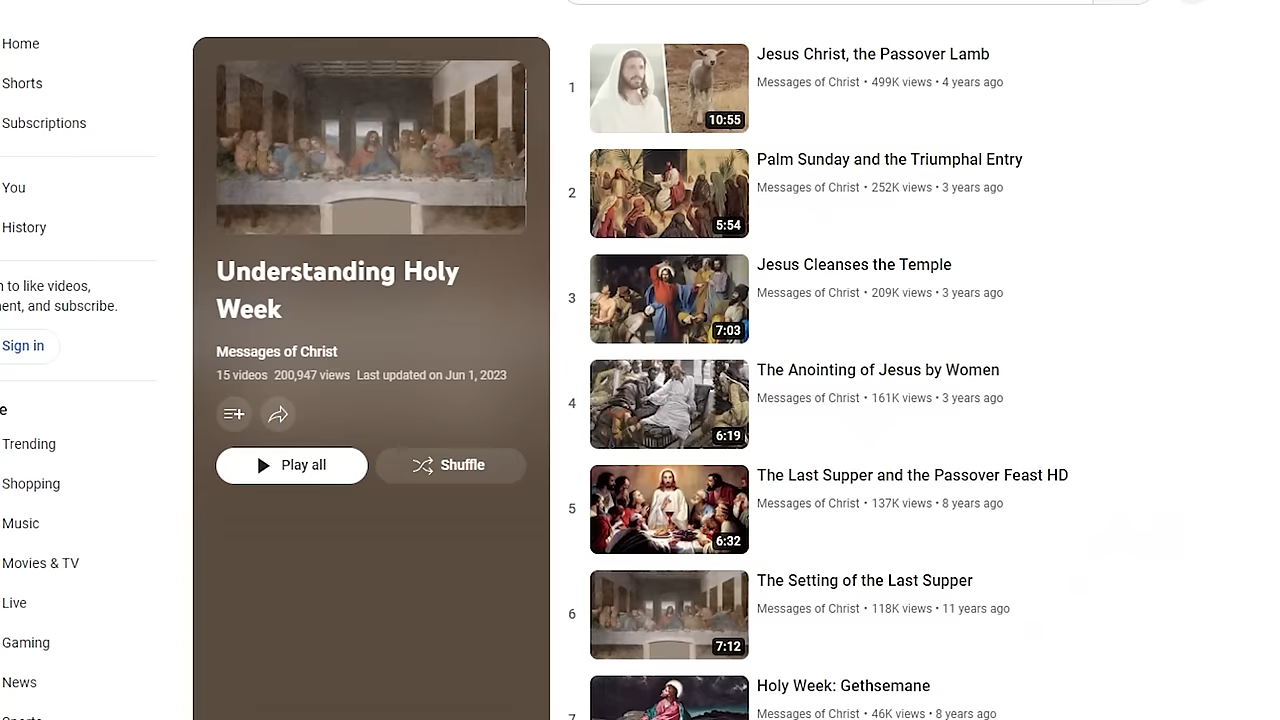 Home
Shorts
Subscriptions
You
History
to like videos,
and subscribe.
Sign in
Trending
Shopping
Music
Movies & TV
Live
Gaming
News
Understanding Holy
Week
Messages of Christ
15 videos 200,947 views Last updated on Jun 1, 2023
Play all
Shuffle
1
10:55
Jesus Christ, the Passover Lamb
Messages of Christ • 499K views • 4 years ago
2
5:54
Palm Sunday and the Triumphal Entry
Messages of Christ • 252K views • 3 years ago
3
7:03
Jesus Cleanses the Temple
Messages of Christ • 209K views • 3 years ago
4
6:19
The Anointing of Jesus by Women
Messages of Christ • 161K views • 3 years ago
5
6:32
The Last Supper and the Passover Feast HD
Messages of Christ • 137K views • 8 years ago
6
7:12
The Setting of the Last Supper
Messages of Christ • 118K views • 11 years ago
7
Holy Week: Gethsemane
Messages of Christ • 46K views • 8 years ago